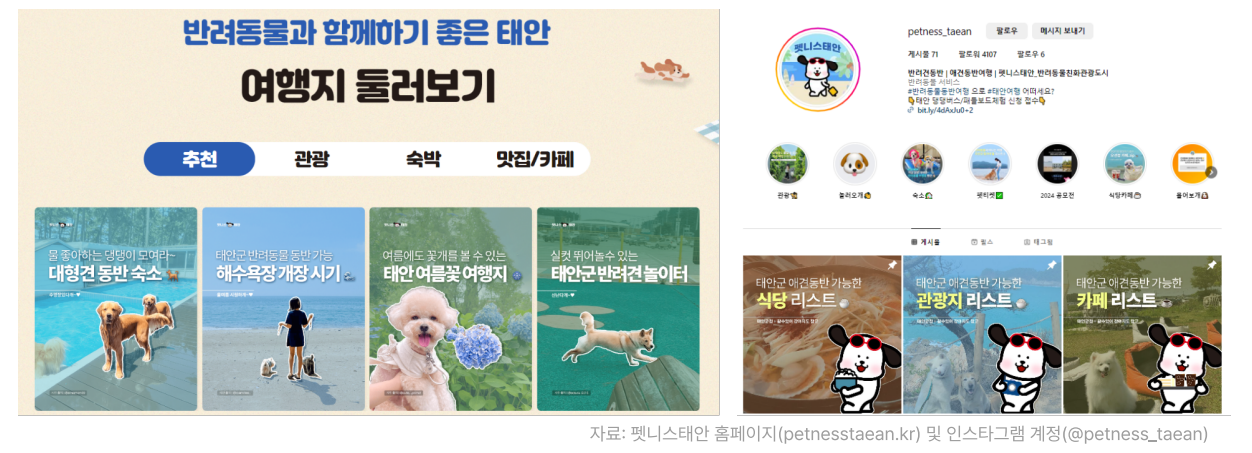 반려동물과 함께하기 좋은 태안
여행지 둘러보기
추천
관광
숙박
맛집/카페
물 좋아하는 댕댕이 모여라~
대형견 동반 숙소
태안군 반려동물 동반 가능
해수욕장 개장 시기
여름에도 꽃개를 볼 수 있는
태안 여름꽃 여행지
실컷 뛰어놀수 있는
태안군 반려견 놀이터
펫니스태안
petness_taean
팔로우
메시지 보내기
게시물 71
팔로워 4107
팔로우 6
반려견동반 | 애견동반여행 | 펫니스태안_반려동물친화관광도시
반려동물 서비스
#반려동물동반여행 으로 #태안여행 어떠세요?
태안 댕댕버스/패들보드체험 신청 접수
bit.ly/4dAxJu0+2
관광
놀러오개
숙소
펫티켓
2024 공모전
식당카페
물어보개
게시물
릴스
태그됨
태안군 애견동반 가능한
식당 리스트
태안군 애견동반 가능한
관광지 리스트
태안군 애견동반 가능한
카페 리스트
자료: 펫니스태안 홈페이지(petnesstaean.kr) 및 인스타그램 계정(@petness_taean)